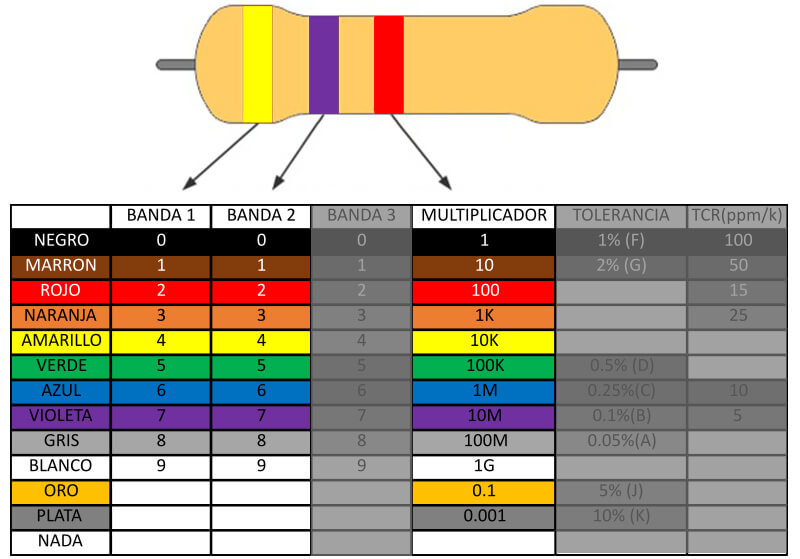 BANDA 1 BANDA 2 BANDA 3 MULTIPLICADOR TOLERANCIA TCR(ppm/k)
NEGRO 0 0 0 1 1% (F) 100
MARRON 1 1 1 10 2% (G) 50
ROJO 2 2 2 100 15
NARANJA 3 3 3 1K 25
AMARILLO 4 4 4 10K
VERDE 5 5 5 100K 0.5% (D)
AZUL 6 6 6 1M 0.25%(C) 10
VIOLETA 7 7 7 10M 0.1%(B) 5
GRIS 8 8 8 100M 0.05%(A)
BLANCO 9 9 9 1G
ORO 0.1 5% (J)
PLATA 0.001 10% (K)
NADA